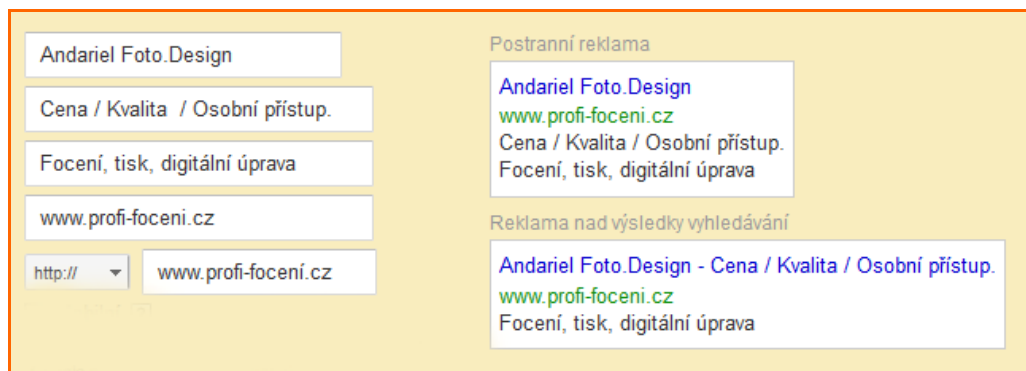 Andariel Foto.Design
Cena / Kvalita / Osobní přístup.
Focení, tisk, digitální úprava
www.profi-foceni.cz
http:// www.profi-focení.cz
Postranní reklama
Andariel Foto.Design
www.profi-foceni.cz
Cena / Kvalita / Osobní přístup.
Focení, tisk, digitální úprava
Reklama nad výsledky vyhledávání
Andariel Foto.Design - Cena / Kvalita / Osobní přístup.
www.profi-foceni.cz
Focení, tisk, digitální úprava